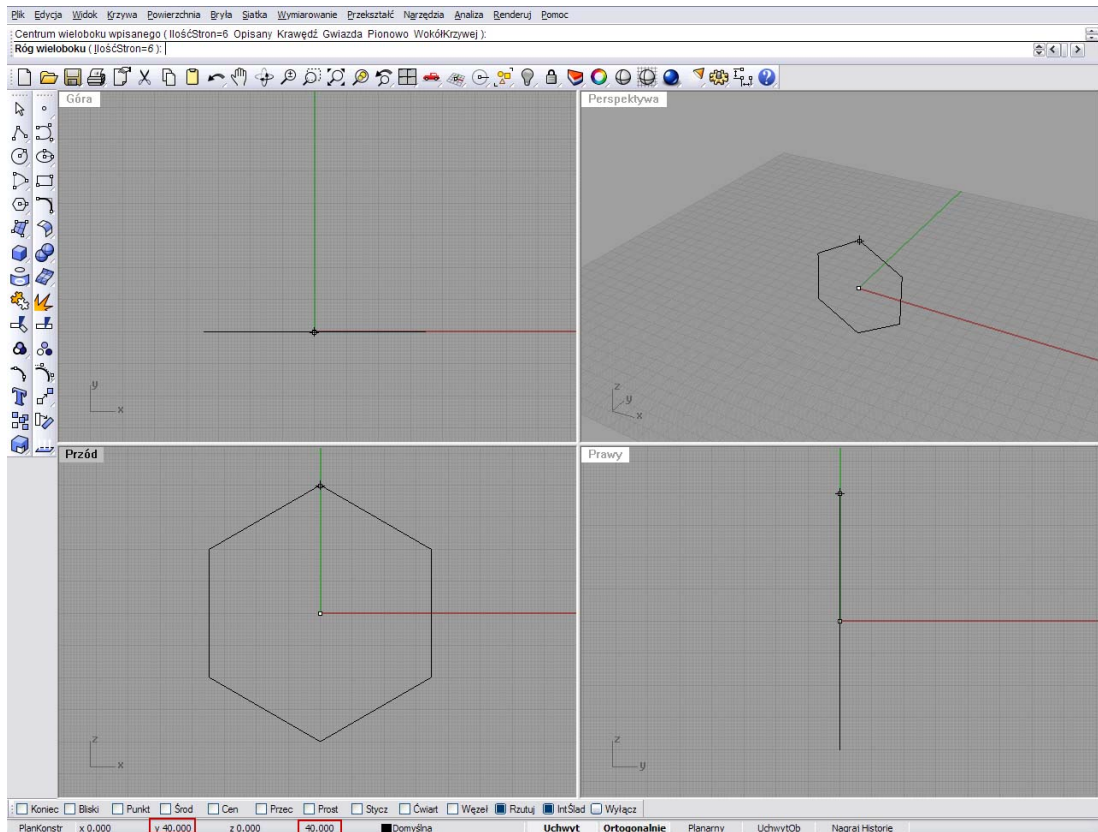 Plik Edycja Widok Krzywa Powierzchnia Bryła Siatka Wymiarowanie Przekształć Narzędzia Analiza Renderuj Pomoc
Centrum wieloboku wpisanego ( IlośćStron=6 Opisany Krawędź Gwiazda Pionowo WokółKrzywej ):
Róg wieloboku ( IlośćStron=6 ):
Góra
Perspektywa
y
x
z
y
x
Przód
Prawy
z
x
z
y
Koniec Bliski Punkt Środ Cen Przec Prost Stycz Ćwiart Węzeł Rzutuj IntŚlad Wyłącz
PlanKonstr x 0.000 y 40.000 z 0.000 40.000 Domyślna Uchwyt Ortogonalnie Planarny UchwytOb Nagraj Historię